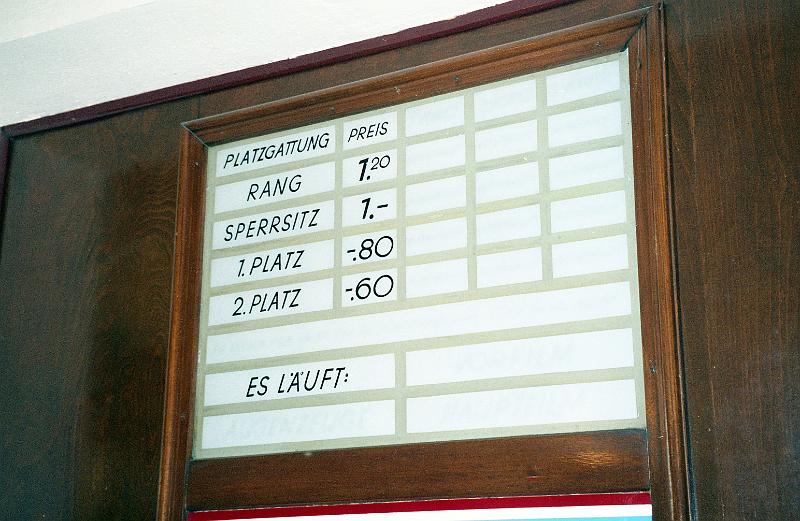 PLATZGATTUNG PREIS
RANG 1.20
SPERRSITZ 1.-
1. PLATZ -.80
2. PLATZ -.60
ES LÄUFT: